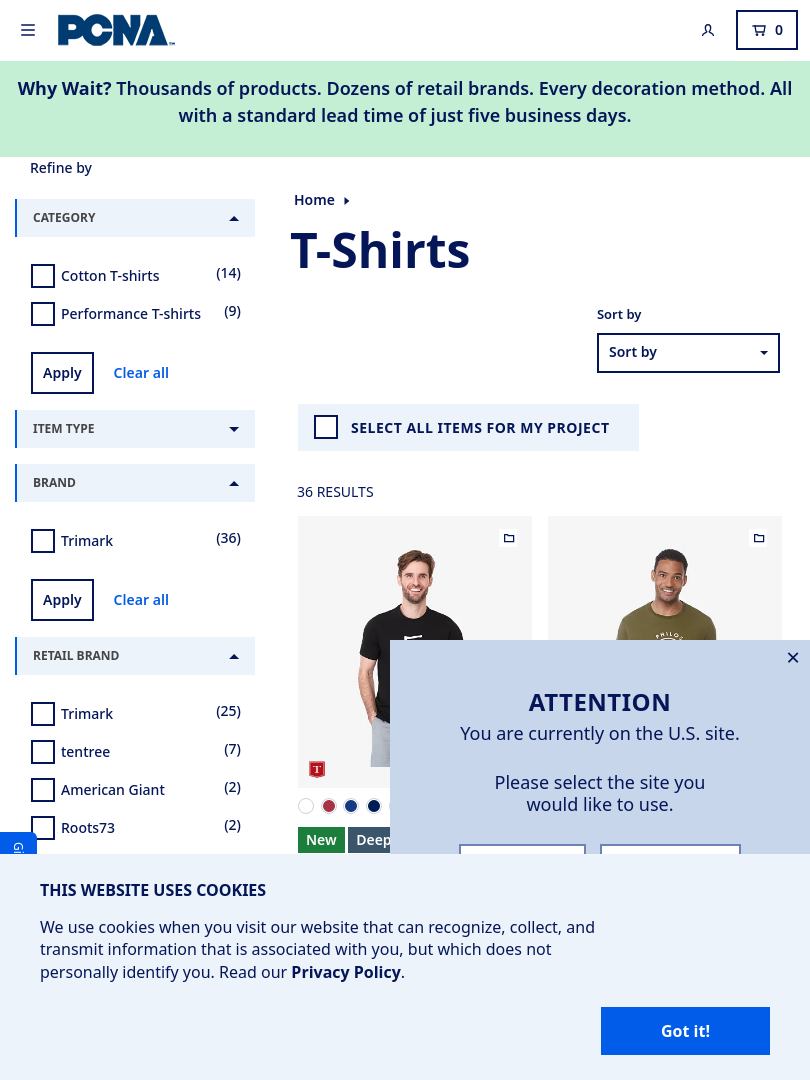 PCNA
0
Why Wait? Thousands of products. Dozens of retail brands. Every decoration method. All
with a standard lead time of just five business days.
Refine by
CATEGORY
Cotton T-shirts (14)
Performance T-shirts (9)
Apply Clear all
ITEM TYPE
BRAND
Trimark (36)
Apply Clear all
RETAIL BRAND
Trimark (25)
tentree (7)
American Giant (2)
Roots73 (2)
Home
T-Shirts
Sort by
Sort by
SELECT ALL ITEMS FOR MY PROJECT
36 RESULTS
PHILOS
T
New Deep
ATTENTION
You are currently on the U.S. site.
Please select the site you
would like to use.
THIS WEBSITE USES COOKIES
We use cookies when you visit our website that can recognize, collect, and
transmit information that is associated with you, but which does not
personally identify you. Read our Privacy Policy.
Got it!